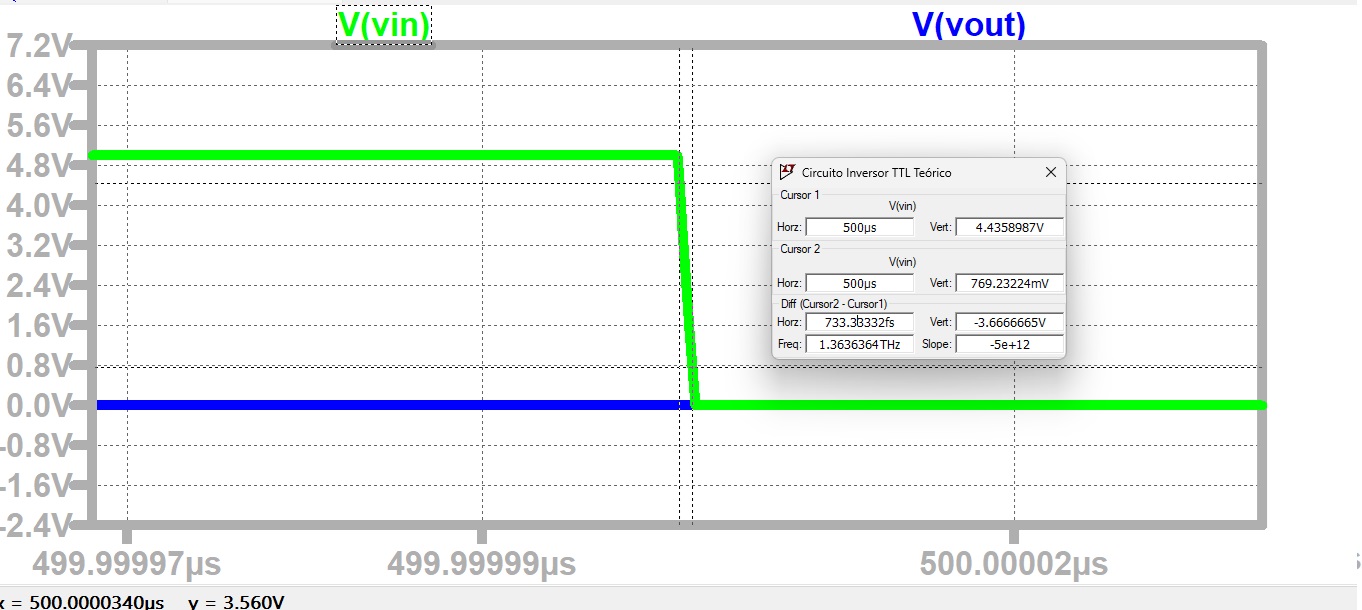 V(vin) V(vout)
7.2V
6.4V
5.6V
4.8V
4.0V
3.2V
2.4V
1.6V
0.8V
0.0V
-0.8V
-1.6V
-2.4V
499.99997µs 499.99999µs 500.00002µs
Circuito Inversor TTL Teórico
Cursor 1
V(vin)
Horz: 500µs Vert: 4.4358987V
Cursor 2
V(vin)
Horz: 500µs Vert: 769.23224mV
Diff (Cursor2 - Cursor1)
Horz: 733.33332fs Vert: -3.6666665V
Freq: 1.3636364THz Slope: -5e+12
x = 500.0000340µs y = 3.560V